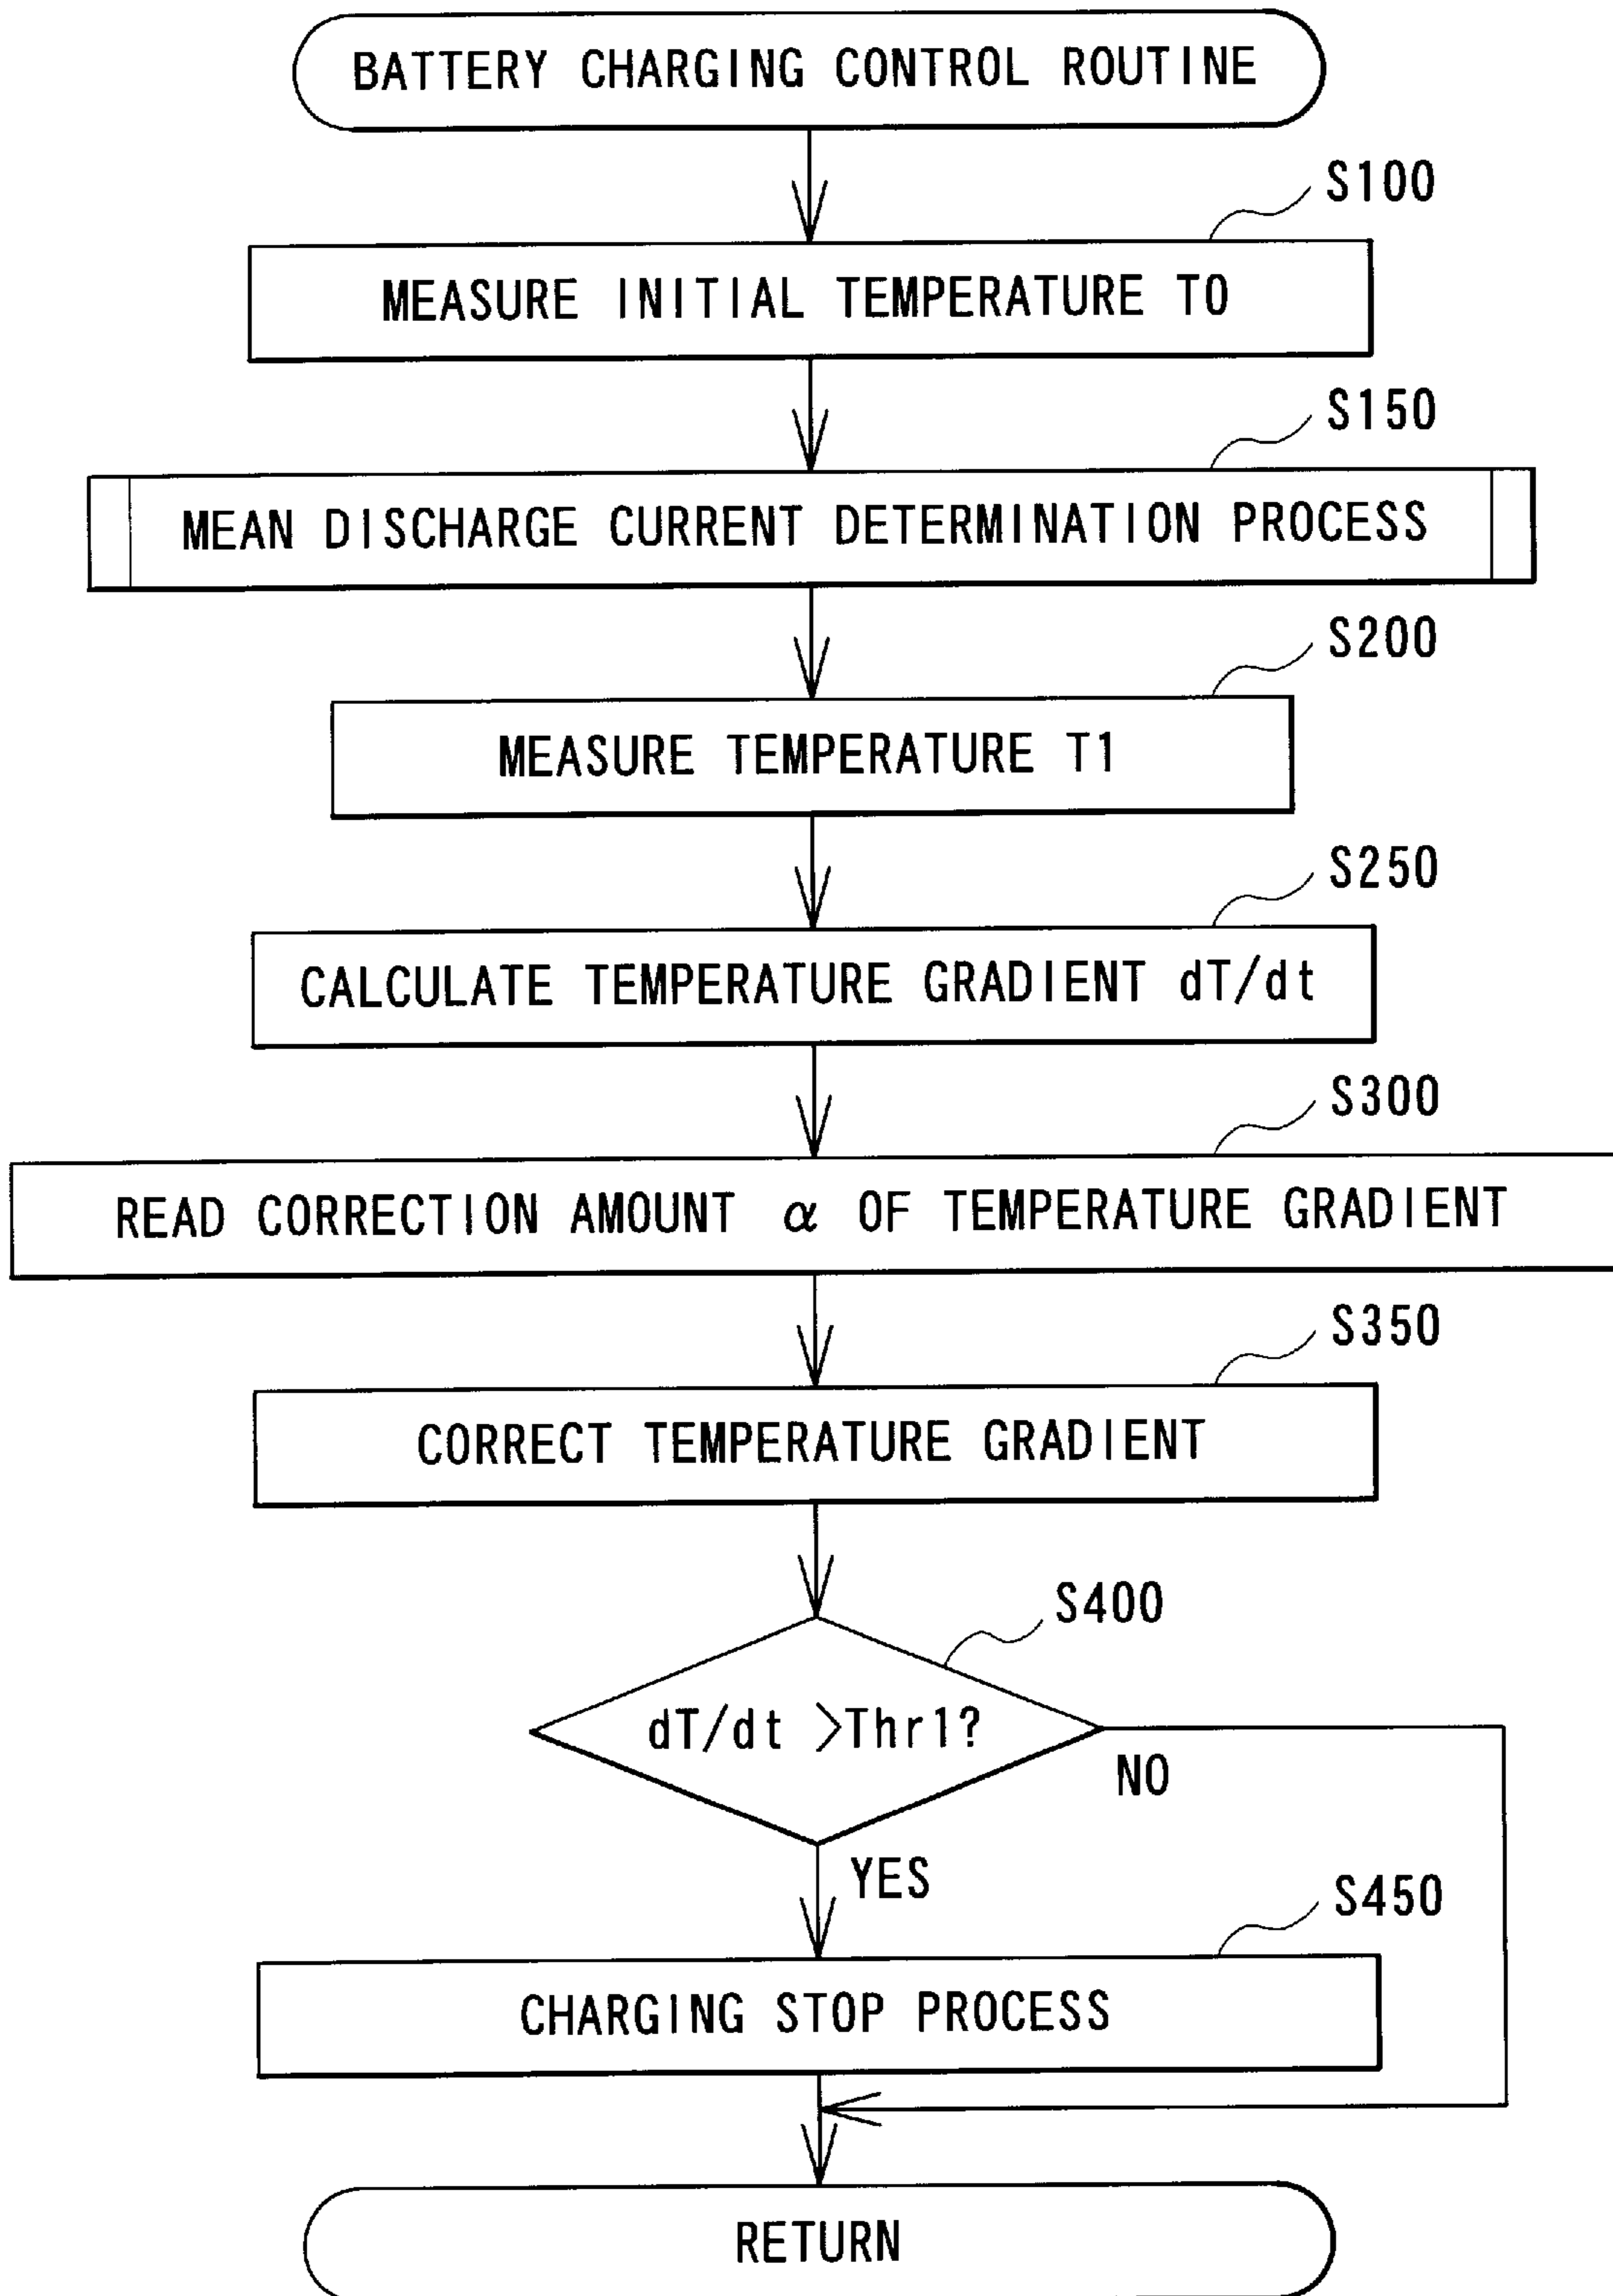 BATTERY CHARGING CONTROL ROUTINE
S100
MEASURE INITIAL TEMPERATURE T0
S150
MEAN DISCHARGE CURRENT DETERMINATION PROCESS
S200
MEASURE TEMPERATURE T1
S250
CALCULATE TEMPERATURE GRADIENT dT/dt
S300
READ CORRECTION AMOUNT α OF TEMPERATURE GRADIENT
S350
CORRECT TEMPERATURE GRADIENT
S400
dT/dt >Thr1?
NO
YES
S450
CHARGING STOP PROCESS
RETURN